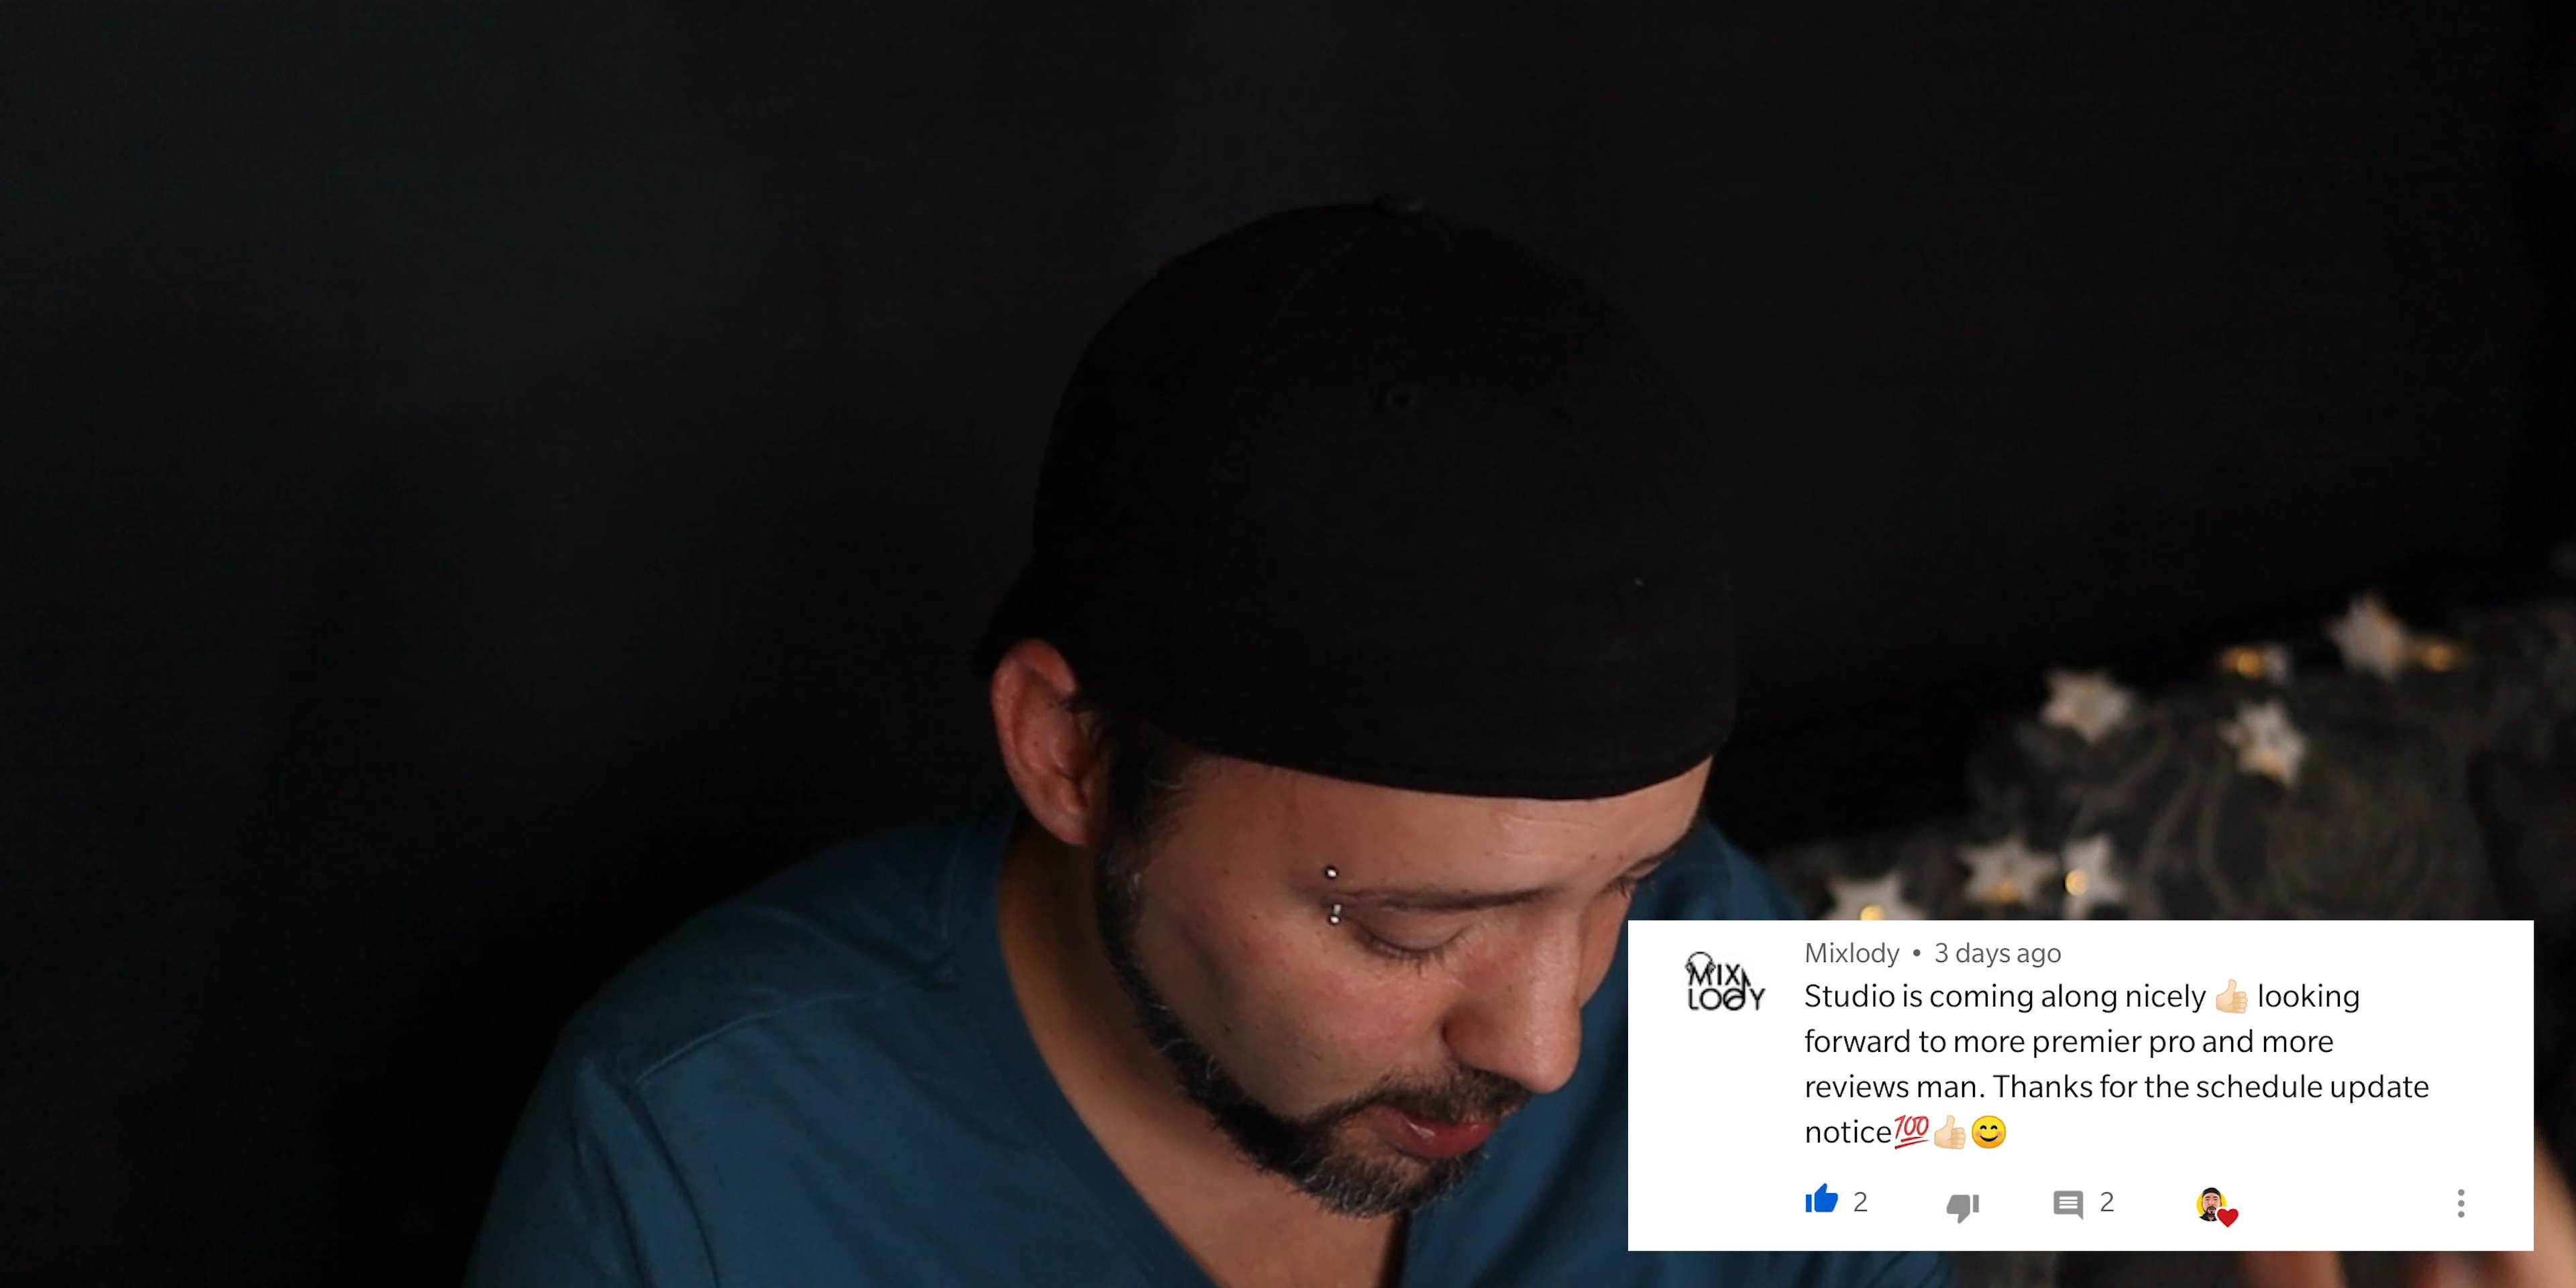 MIX
LODY
Mixlody • 3 days ago
Studio is coming along nicely 👍🏻 looking
forward to more premier pro and more
reviews man. Thanks for the schedule update
notice💯👍🏻😊
2
2